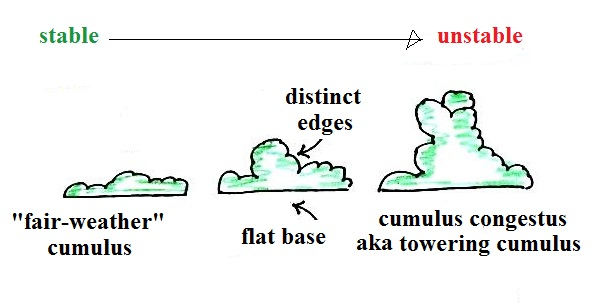 stable
unstable
distinct
edges
"fair-weather"
cumulus
flat base
cumulus congestus
aka towering cumulus